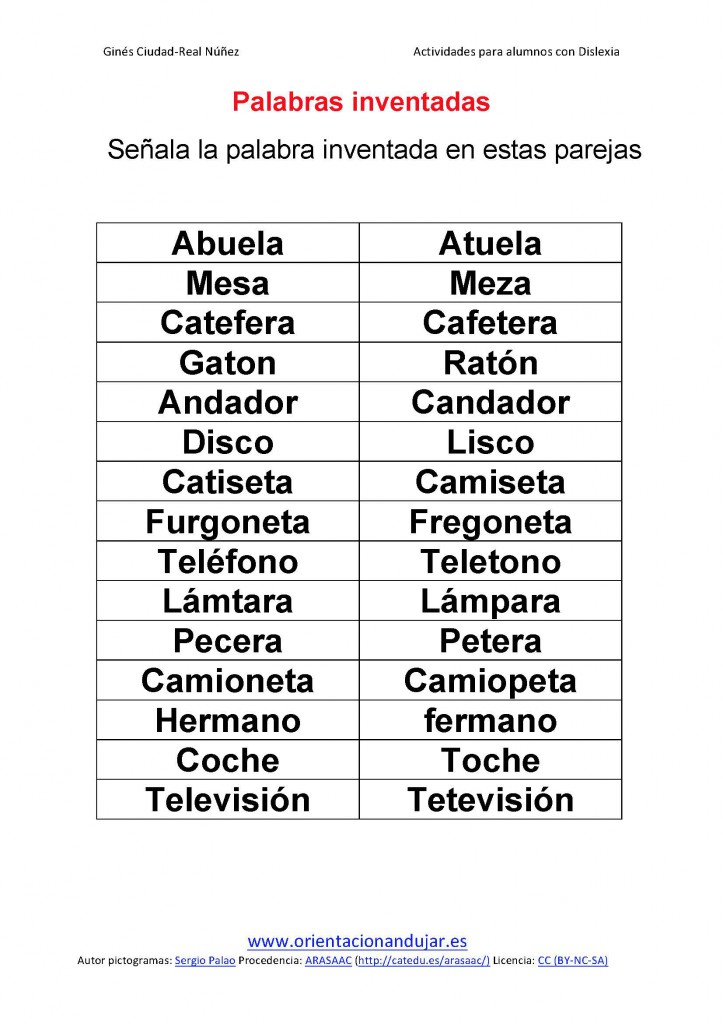 Ginés Ciudad-Real Núñez Actividades para alumnos con Dislexia
Palabras inventadas
Señala la palabra inventada en estas parejas
Abuela Atuela
Mesa Meza
Catefera Cafetera
Gaton Ratón
Andador Candador
Disco Lisco
Catiseta Camiseta
Furgoneta Fregoneta
Teléfono Teletono
Lámtara Lámpara
Pecera Petera
Camioneta Camiopeta
Hermano fermano
Coche Toche
Televisión Tetevisión
www.orientacionandujar.es
Autor pictogramas: Sergio Palao Procedencia: ARASAAC (http://catedu.es/arasaac/) Licencia: CC (BY-NC-SA)